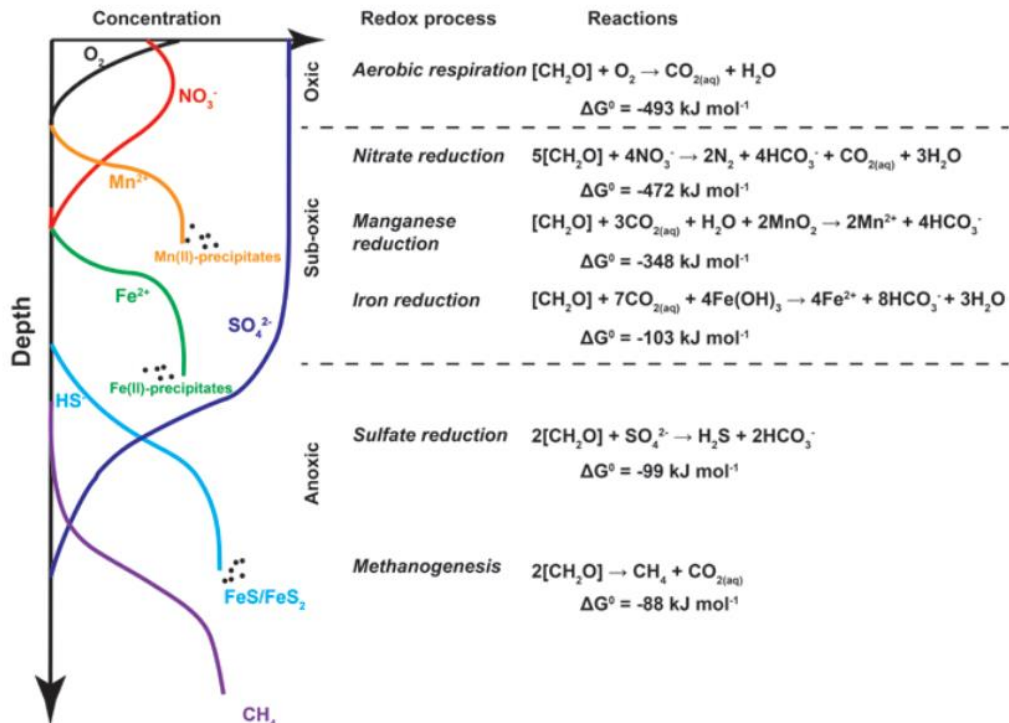 Concentration
Redox process
Reactions
Depth
O₂
NO₃⁻
Mn²⁺
Mn(II)-precipitates
Fe²⁺
SO₄²⁻
Fe(II)-precipitates
HS⁻
FeS/FeS₂
CH₄
Oxic
Aerobic respiration [CH₂O] + O₂ → CO₂(aq) + H₂O
ΔG⁰ = -493 kJ mol⁻¹
Sub-oxic
Nitrate reduction 5[CH₂O] + 4NO₃⁻ → 2N₂ + 4HCO₃⁻ + CO₂(aq) + 3H₂O
ΔG⁰ = -472 kJ mol⁻¹
Manganese [CH₂O] + 3CO₂(aq) + H₂O + 2MnO₂ → 2Mn²⁺ + 4HCO₃⁻
reduction
ΔG⁰ = -348 kJ mol⁻¹
Iron reduction [CH₂O] + 7CO₂(aq) + 4Fe(OH)₃ → 4Fe²⁺ + 8HCO₃⁻ + 3H₂O
ΔG⁰ = -103 kJ mol⁻¹
Anoxic
Sulfate reduction 2[CH₂O] + SO₄²⁻ → H₂S + 2HCO₃⁻
ΔG⁰ = -99 kJ mol⁻¹
Methanogenesis 2[CH₂O] → CH₄ + CO₂(aq)
ΔG⁰ = -88 kJ mol⁻¹